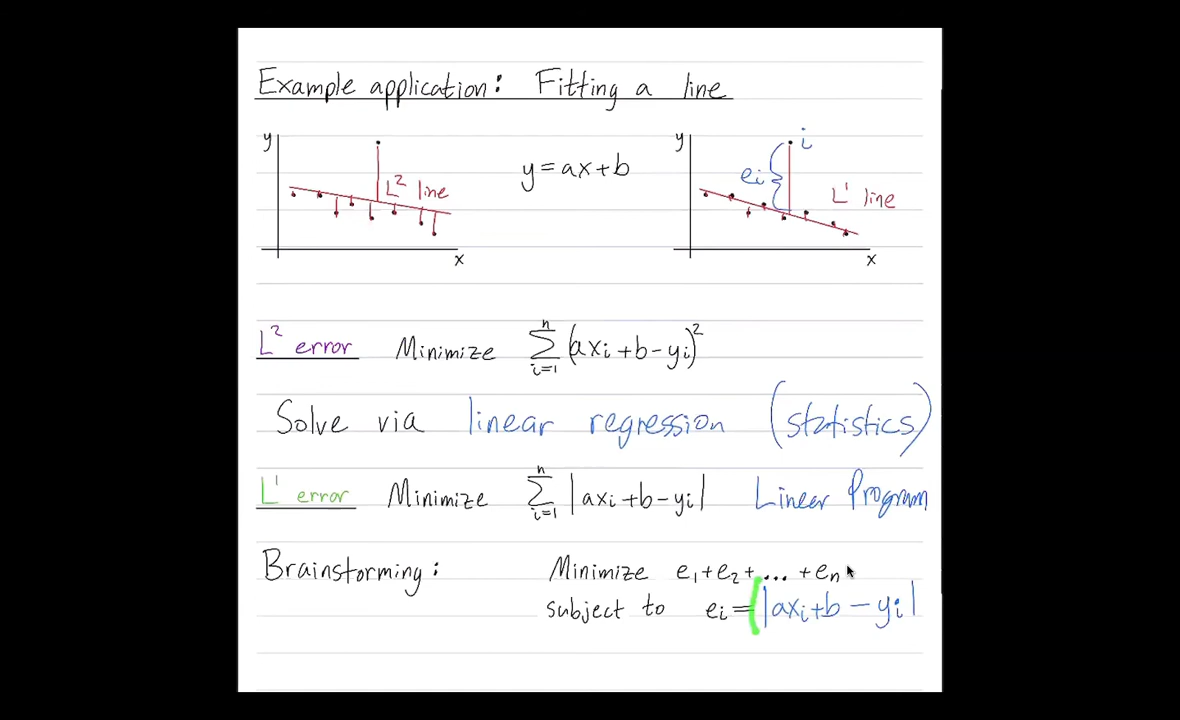 Example application: Fitting a line
y
L² line
x
y = ax + b
y
i
ei
L¹ line
x
L² error Minimize n ∑ i=1 (axi + b - yi)²
Solve via linear regression (statistics)
L¹ error Minimize n ∑ i=1 |axi + b - yi| Linear Program
Brainstorming: Minimize e₁ + e₂ + ... + en
subject to ei = |axi + b - yi|